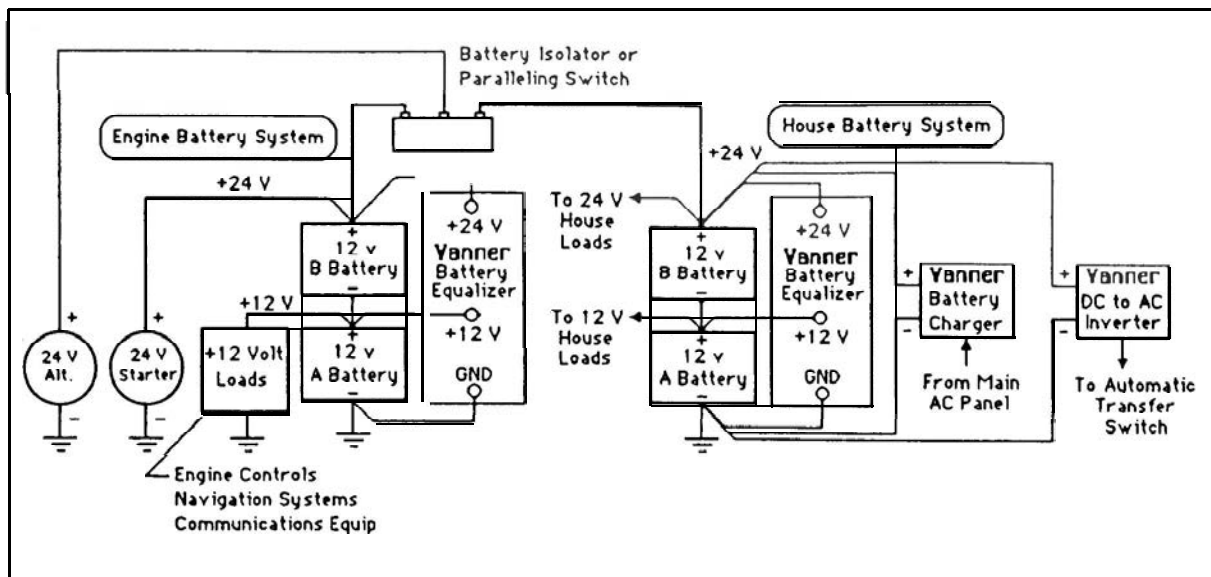 Battery Isolator or
Paralleling Switch
Engine Battery System
House Battery System
+24 V
+24 V
To 24 V
House
Loads
+
12 v
B Battery
-
+24 V
Vanner
Battery
Equalizer
+12 V
GND
+12 V
+
12 v
A Battery
-
+
24 V
Alt.
-
+
24 V
Starter
-
+12 Volt
Loads
Engine Controls
Navigation Systems
Communications Equip
+
12 v
B Battery
-
+24 V
Vanner
Battery
Equalizer
+12 V
GND
To 12 V
House
Loads
+
12 v
A Battery
-
+
-
Vanner
Battery
Charger
From Main
AC Panel
+
-
Vanner
DC to AC
Inverter
To Automatic
Transfer
Switch